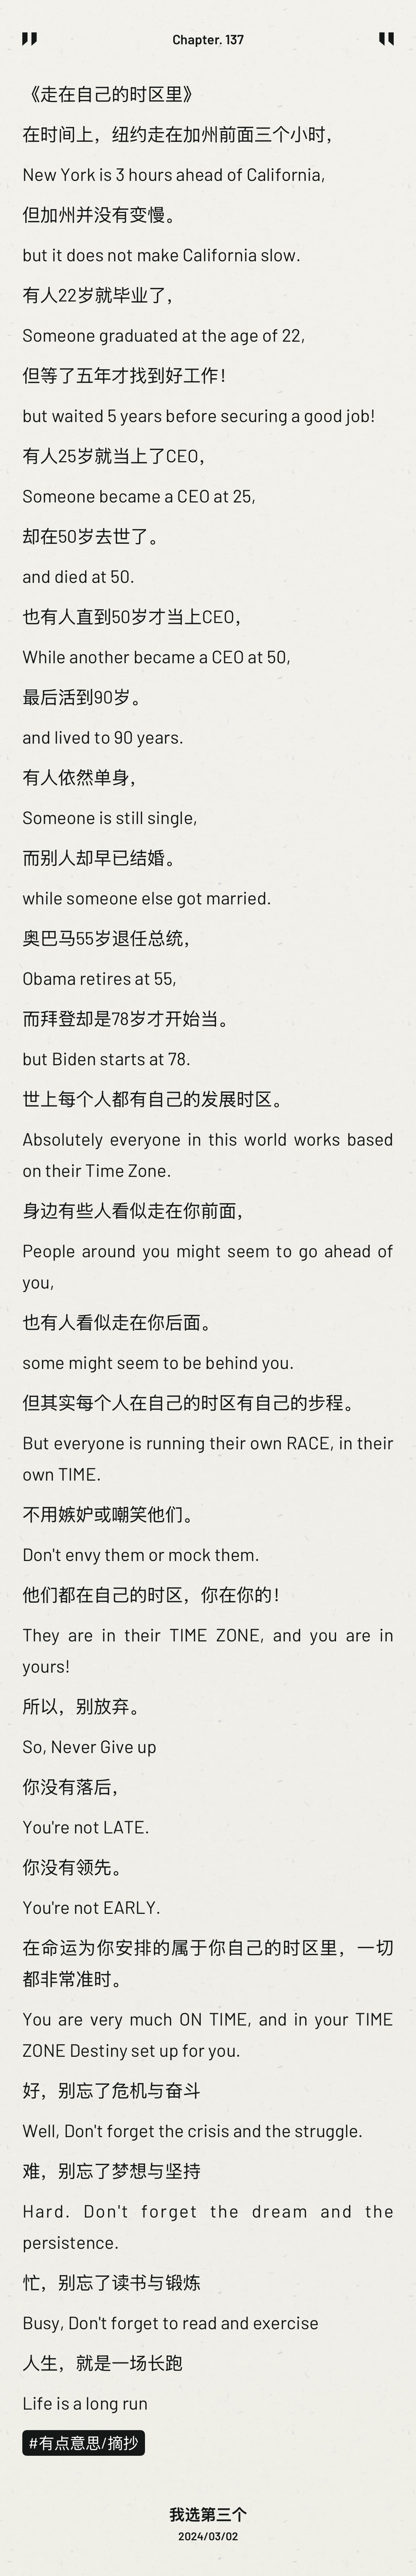 Chapter. 137
《走在自己的时区里》
在时间上，纽约走在加州前面三个小时，
New York is 3 hours ahead of California,
但加州并没有变慢。
but it does not make California slow.
有人22岁就毕业了，
Someone graduated at the age of 22,
但等了五年才找到好工作！
but waited 5 years before securing a good job!
有人25岁就当上了CEO，
Someone became a CEO at 25,
却在50岁去世了。
and died at 50.
也有人直到50岁才当上CEO，
While another became a CEO at 50,
最后活到90岁。
and lived to 90 years.
有人依然单身，
Someone is still single,
而别人却早已结婚。
while someone else got married.
奥巴马55岁退任总统，
Obama retires at 55,
而拜登却是78岁才开始当。
but Biden starts at 78.
世上每个人都有自己的发展时区。
Absolutely everyone in this world works based
on their Time Zone.
身边有些人看似走在你前面，
People around you might seem to go ahead of
you,
也有人看似走在你后面。
some might seem to be behind you.
但其实每个人在自己的时区有自己的步程。
But everyone is running their own RACE, in their
own TIME.
不用嫉妒或嘲笑他们。
Don't envy them or mock them.
他们都在自己的时区，你在你的！
They are in their TIME ZONE, and you are in
yours!
所以，别放弃。
So, Never Give up
你没有落后，
You're not LATE.
你没有领先。
You're not EARLY.
在命运为你安排的属于你自己的时区里，一切
都非常准时。
You are very much ON TIME, and in your TIME
ZONE Destiny set up for you.
好，别忘了危机与奋斗
Well, Don't forget the crisis and the struggle.
难，别忘了梦想与坚持
Hard. Don't forget the dream and the
persistence.
忙，别忘了读书与锻炼
Busy, Don't forget to read and exercise
人生，就是一场长跑
Life is a long run
#有点意思/摘抄
我选第三个
2024/03/02